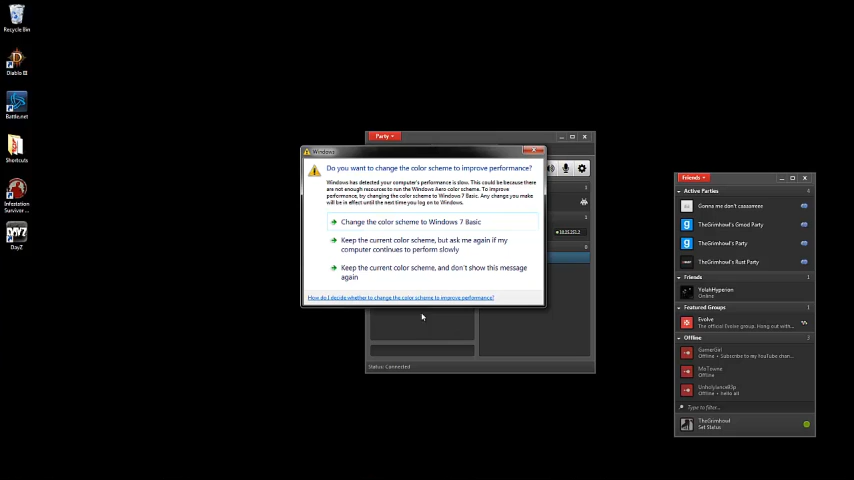 Recycle Bin
Diablo III
Battle.net
Shortcuts
Infestation
Survivor ...
DayZ
Party
Windows
Do you want to change the color scheme to improve performance?
Windows has detected your computer's performance is slow. This could be because there
are not enough resources to run the Windows Aero color scheme. To improve
performance, try changing the color scheme to Windows 7 Basic. Any change you make
will be in effect until the next time you log on to Windows.
Change the color scheme to Windows 7 Basic
Keep the current color scheme, but ask me again if my
computer continues to perform slowly
Keep the current color scheme, and don't show this message
again
How do I decide whether to change the color scheme to improve performance?
Status: Connected
Friends
Active Parties 4
Gonna me don't cassameee
TheGrimhowl's Gmod Party
TheGrimhowl's Party
TheGrimhowl's Rust Party
Friends 1
YolahHyperion
Online
Featured Groups 1
Evolve
The official Evolve group. Hang out with...
Offline 3
GamerGrl
Offline • Subscribe to my YouTube chan...
MoTowne
Offline
Offline • hello all
Type to filter...
TheGrimhowl
Set Status